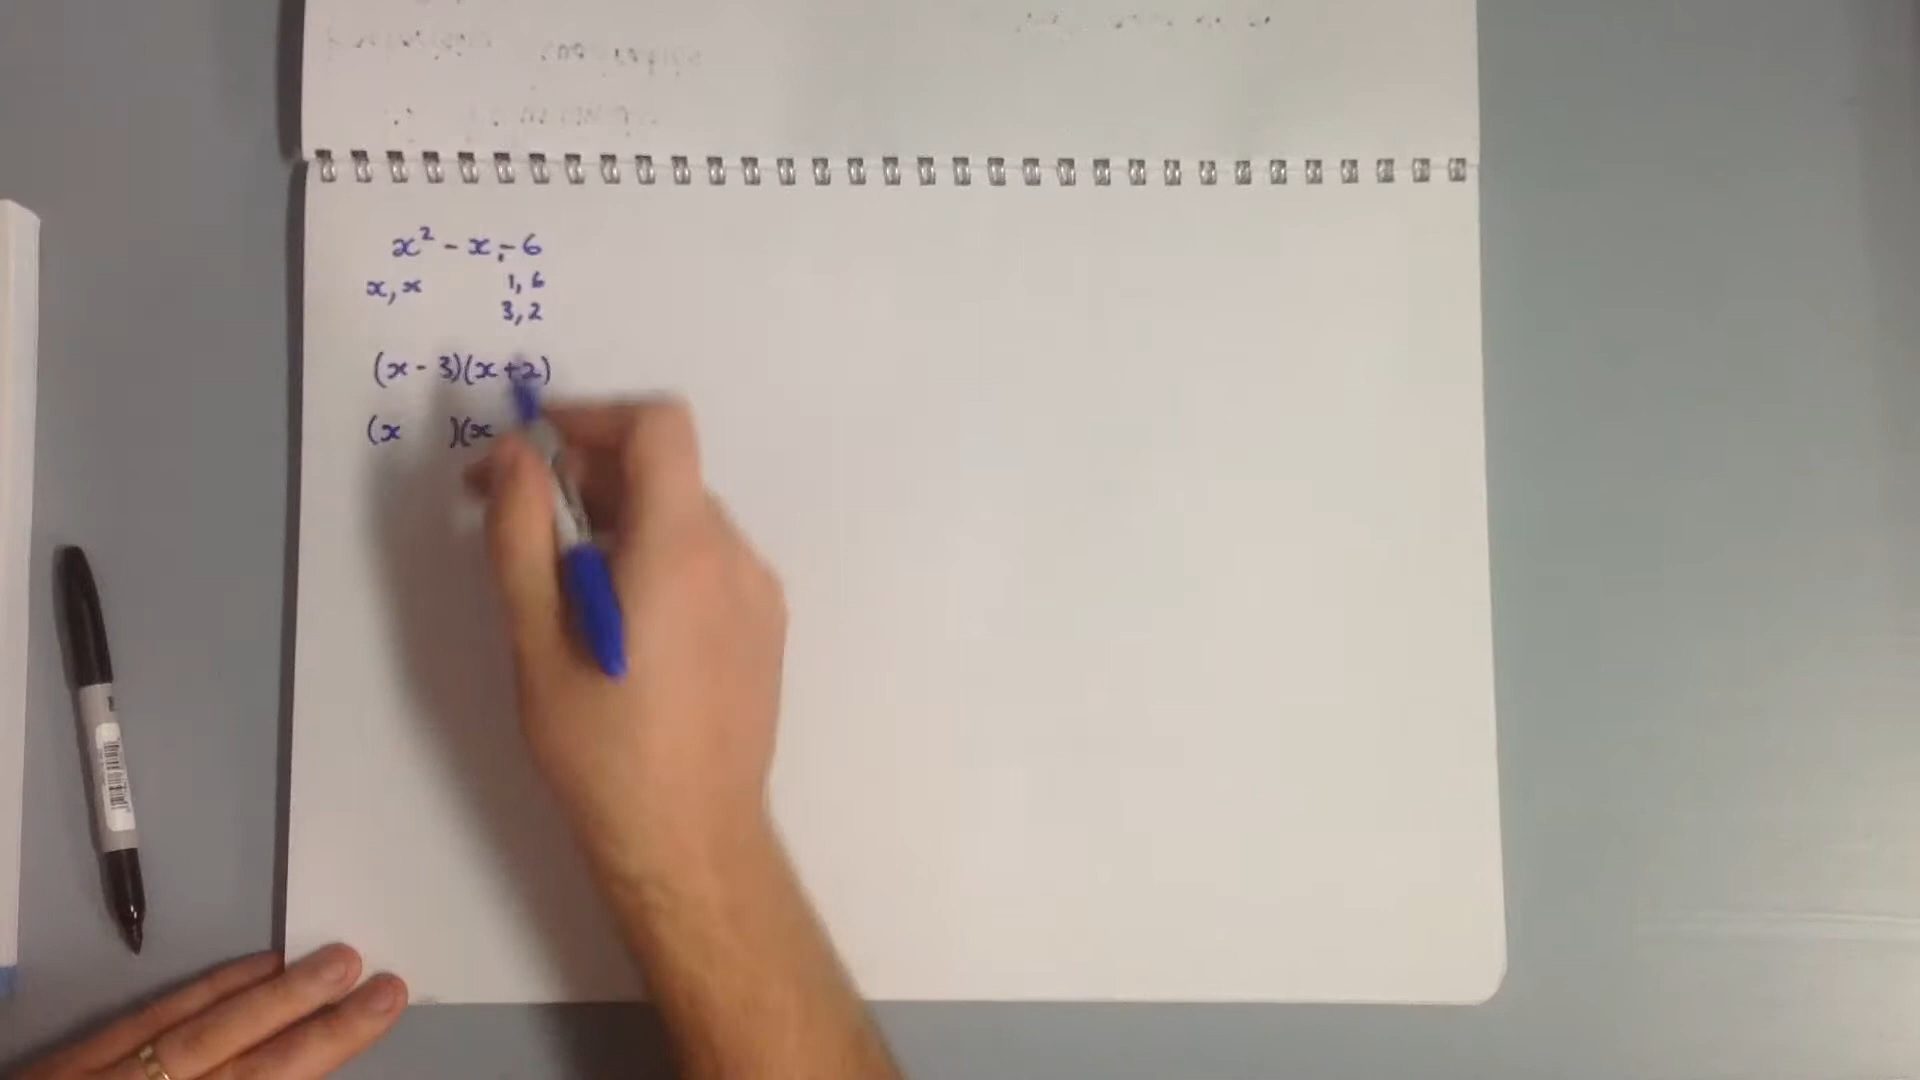 x² - x - 6
x, x 1, 6
3, 2
(x - 3)(x + 2)
(x )(x